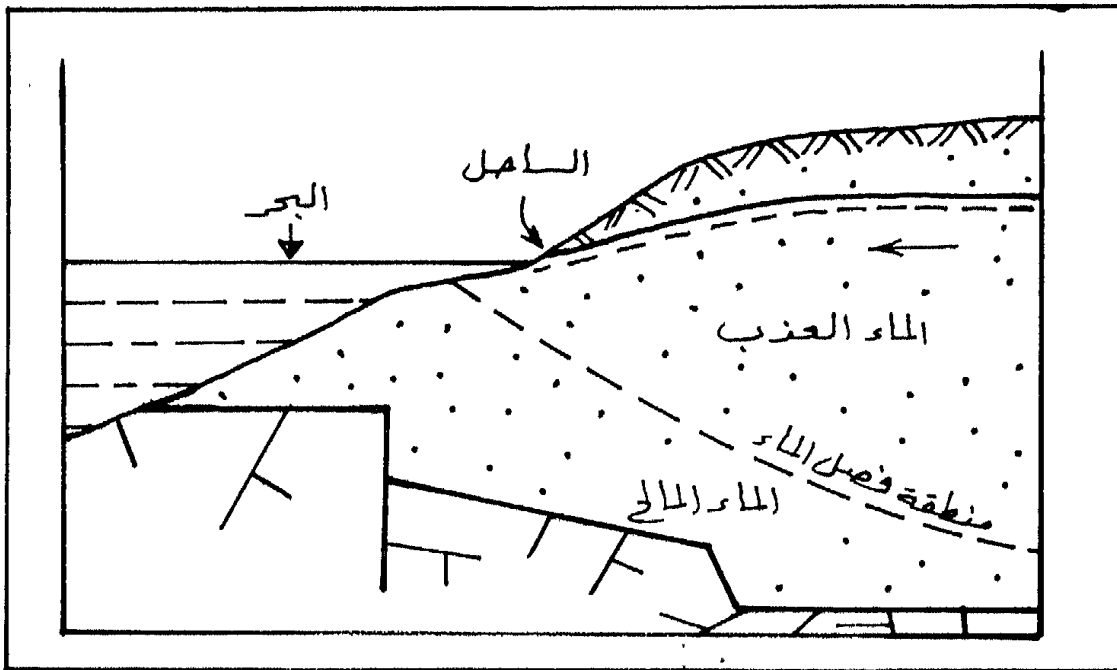 الساحل
البحر
الماء العذب
منطقة فصل الماء
الماء المالح